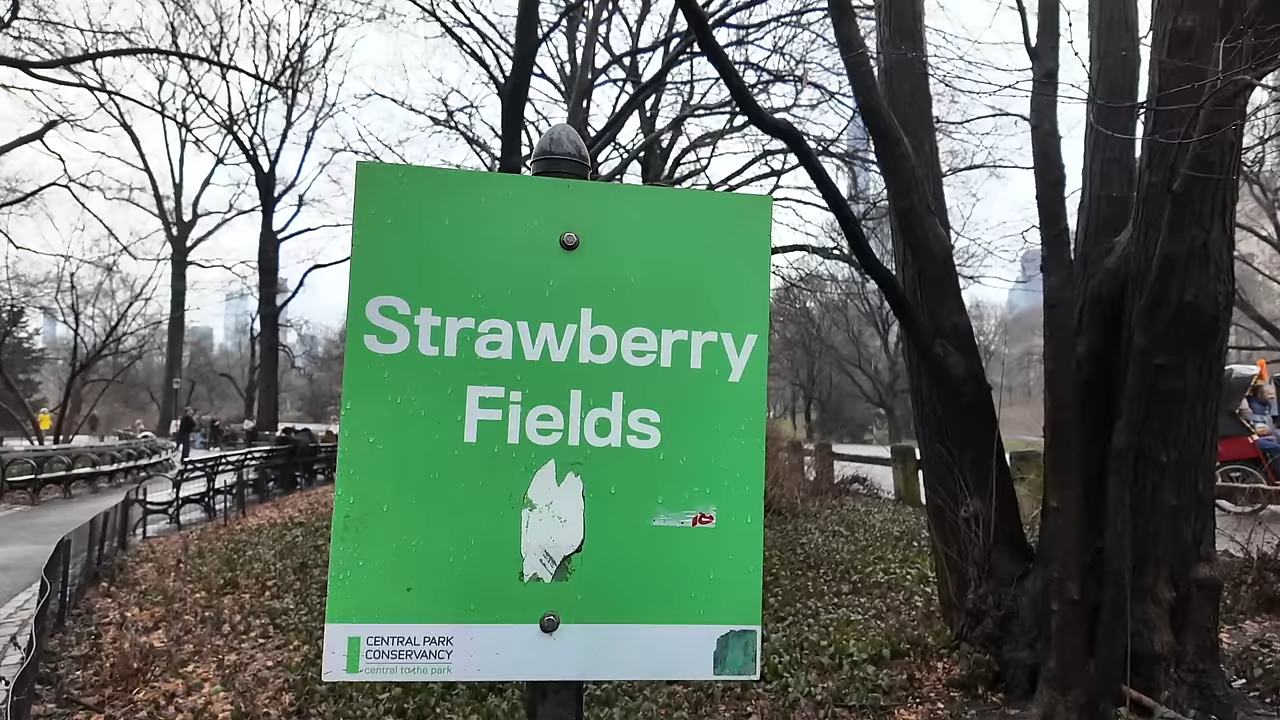 Strawberry
Fields
CENTRAL PARK
CONSERVANCY
central to the park